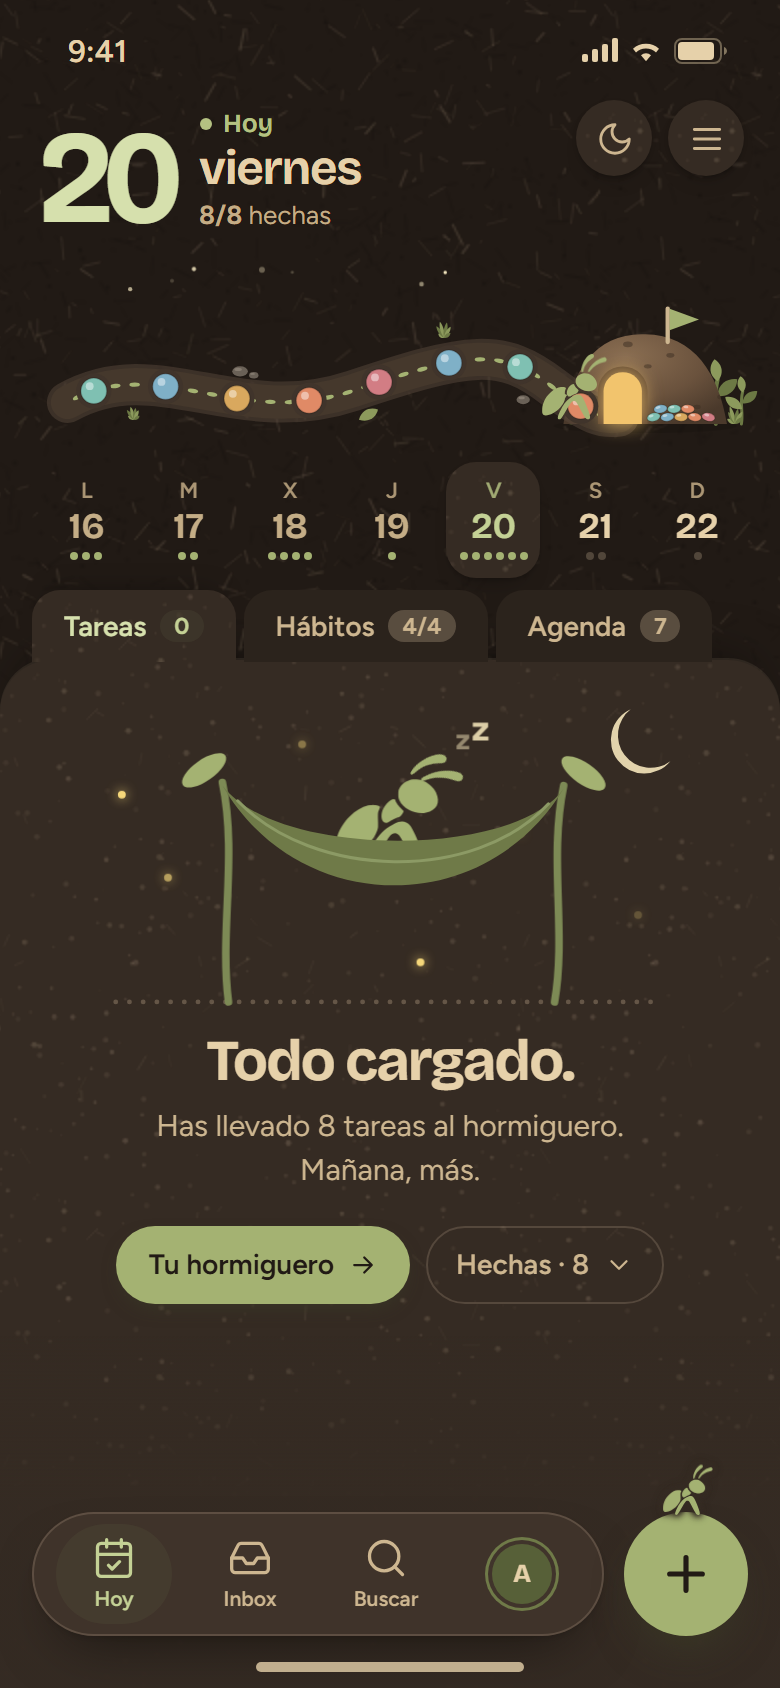 9:41
20
Hoy
viernes
8/8 hechas
L M X J V S D
16 17 18 19 20 21 22
Tareas 0 Hábitos 4/4 Agenda 7
z z
Todo cargado.
Has llevado 8 tareas al hormiguero.
Mañana, más.
Tu hormiguero → Hechas · 8
Hoy Inbox Buscar A +